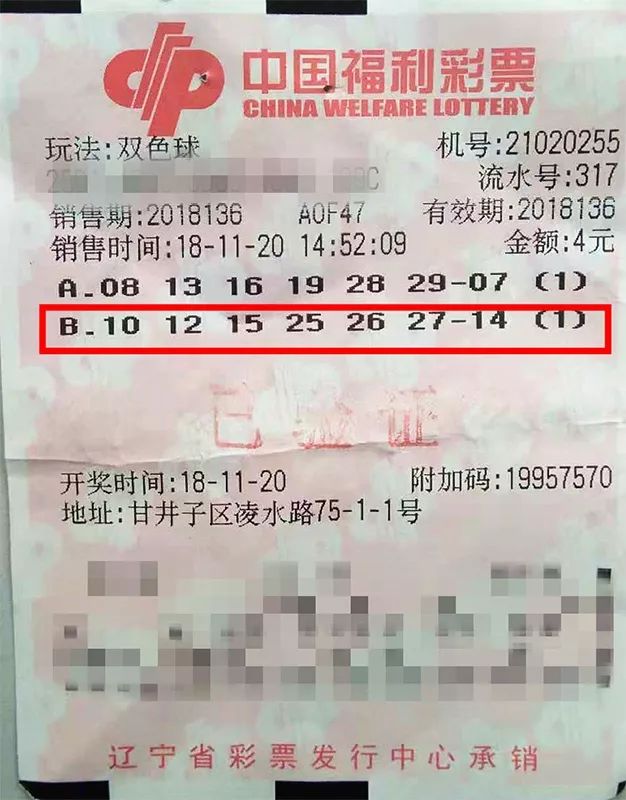 中国福利彩票
CHINA WELFARE LOTTERY
玩法:双色球 机号:21020255
流水号:317
销售期:2018136 A0F47 有效期:2018136
销售时间:18-11-20 14:52:09 金额:4元
A.08 13 16 19 28 29-07 (1)
B.10 12 15 25 26 27-14 (1)
已验证
开奖时间:18-11-20 附加码:19957570
地址:甘井子区凌水路75-1-1号
辽宁省彩票发行中心承销